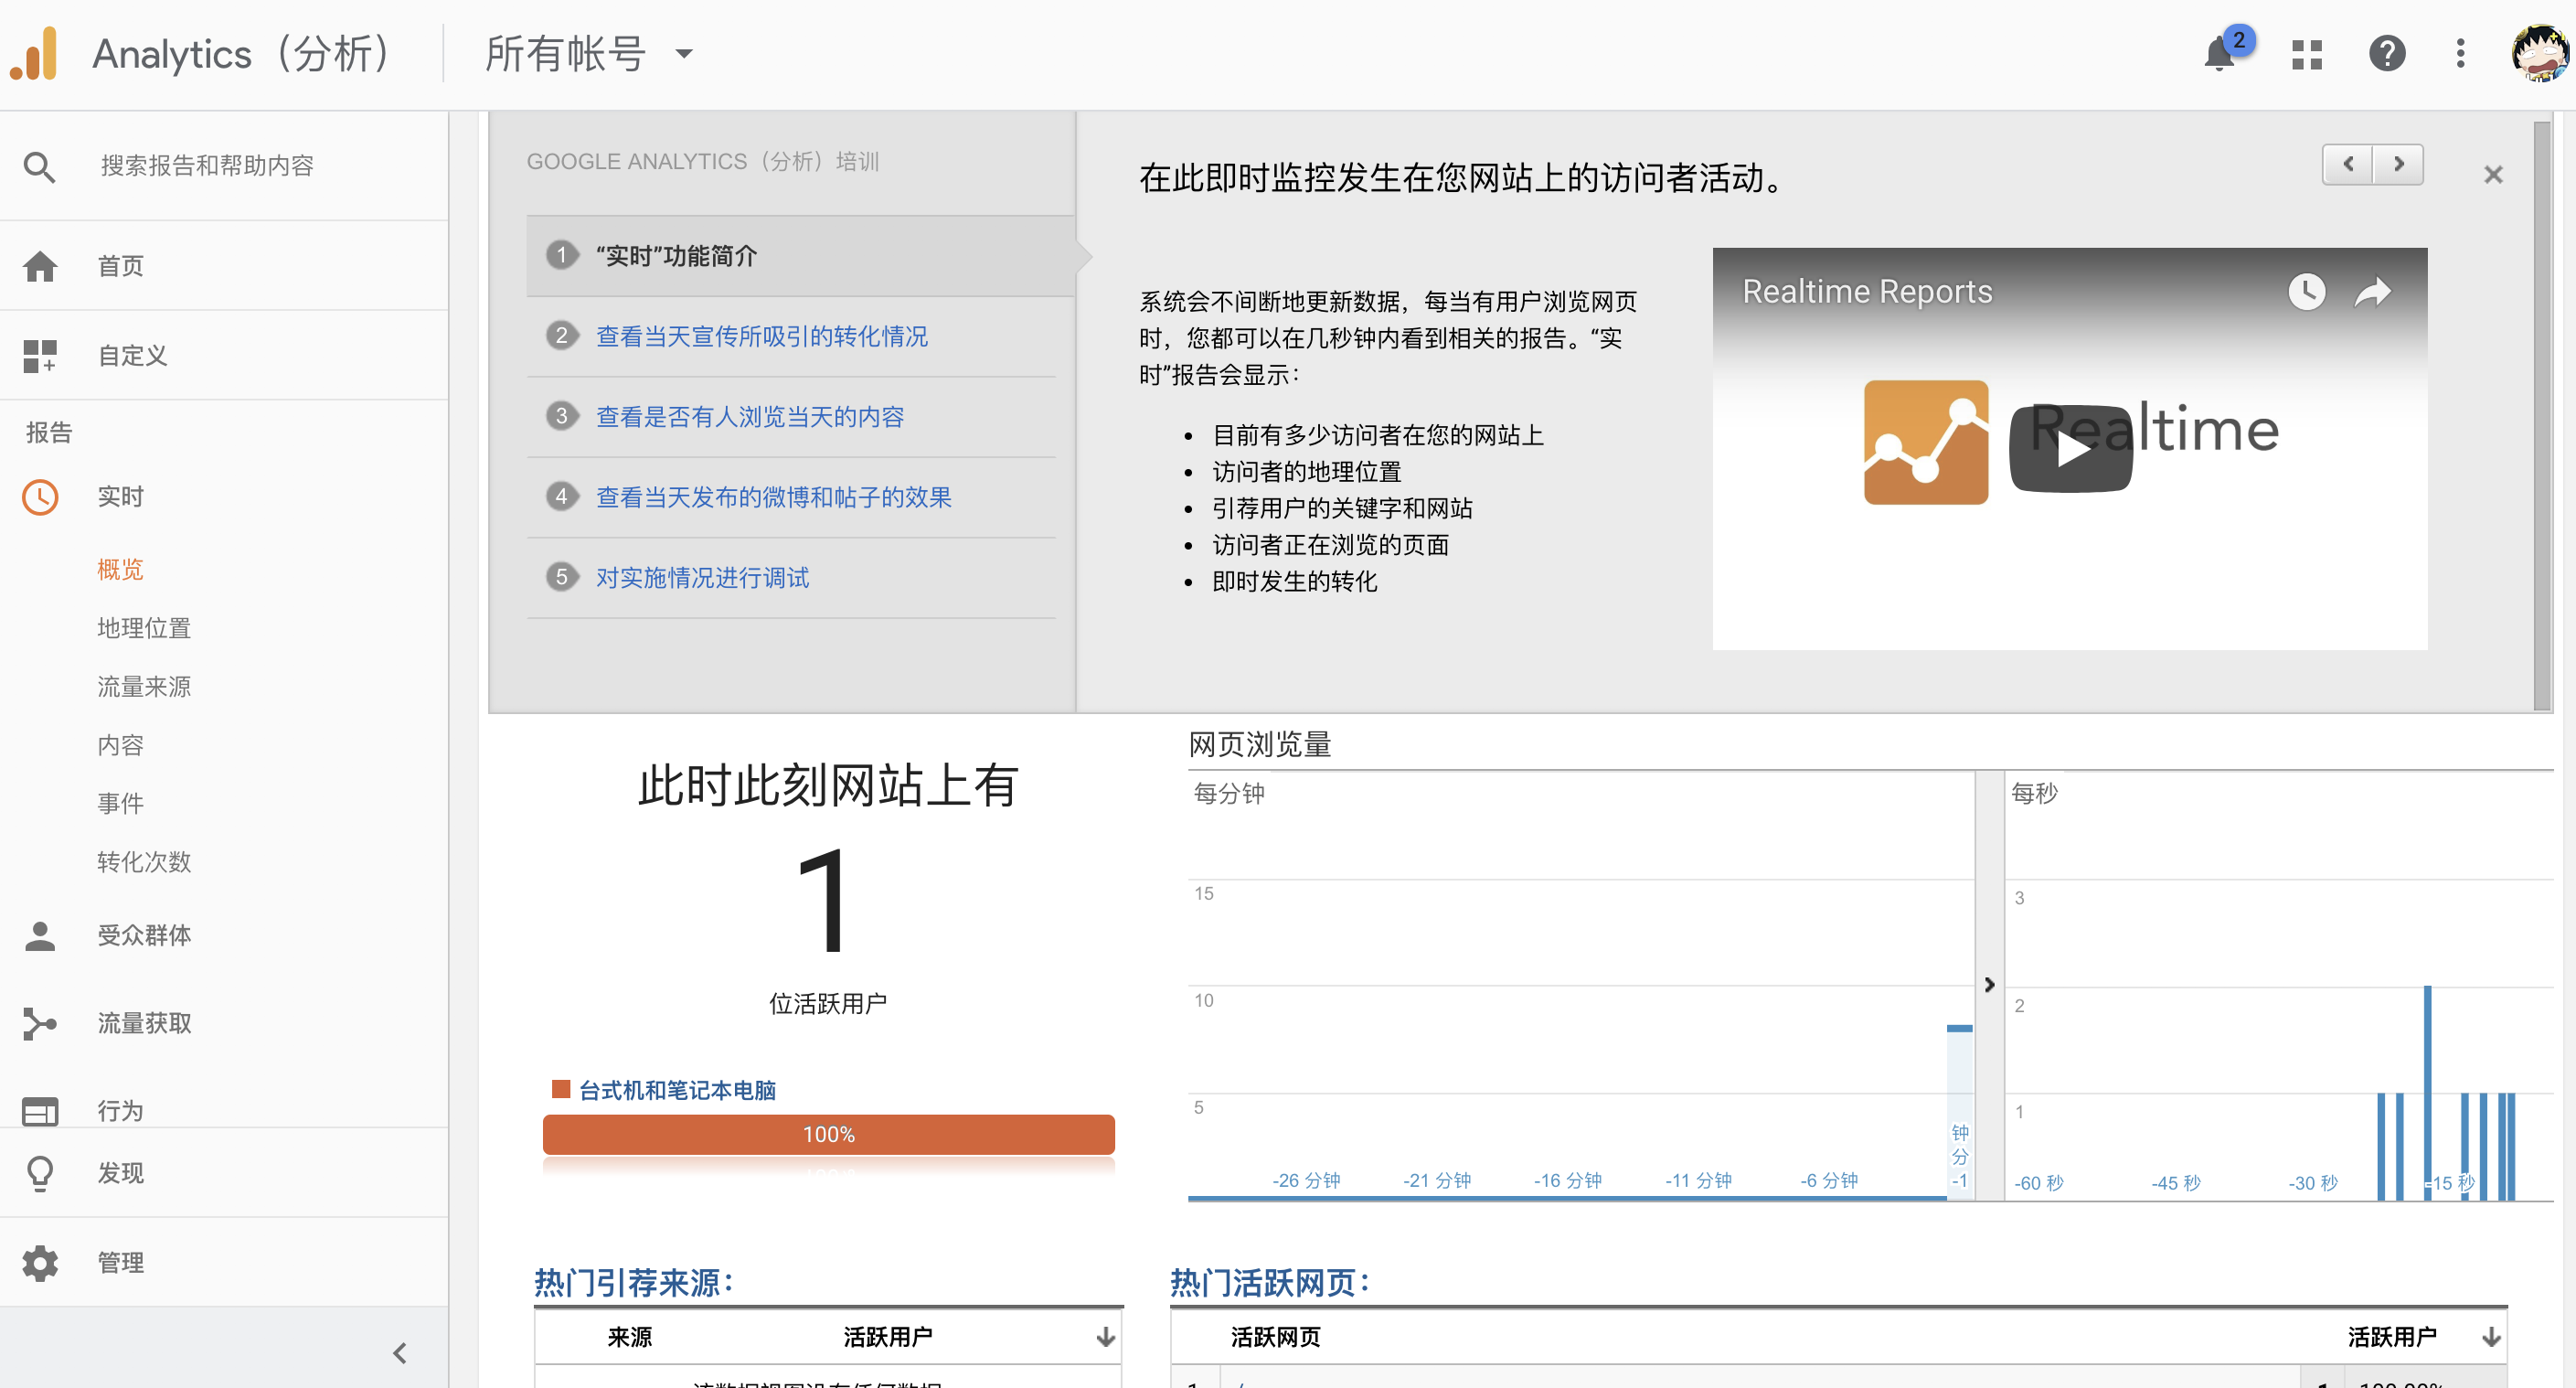 Analytics（分析）
所有帐号
2
搜索报告和帮助内容
首页
自定义
报告
实时
概览
地理位置
流量来源
内容
事件
转化次数
受众群体
流量获取
行为
发现
管理
GOOGLE ANALYTICS（分析）培训
1 “实时”功能简介
2 查看当天宣传所吸引的转化情况
3 查看是否有人浏览当天的内容
4 查看当天发布的微博和帖子的效果
5 对实施情况进行调试
在此即时监控发生在您网站上的访问者活动。
系统会不间断地更新数据，每当有用户浏览网页
时，您都可以在几秒钟内看到相关的报告。“实
时”报告会显示：
• 目前有多少访问者在您的网站上
• 访问者的地理位置
• 引荐用户的关键字和网站
• 访问者正在浏览的页面
• 即时发生的转化
Realtime Reports
Realtime
此时此刻网站上有
1
位活跃用户
台式机和笔记本电脑
100%
网页浏览量
每分钟
15
10
5
-26 分钟 -21 分钟 -16 分钟 -11 分钟 -6 分钟
钟
分
-1
每秒
3
2
1
-60 秒 -45 秒 -30 秒 -15 秒
热门引荐来源：
来源 活跃用户
该数据视图没有任何数据
热门活跃网页：
活跃网页 活跃用户
1 / 1 100.00%